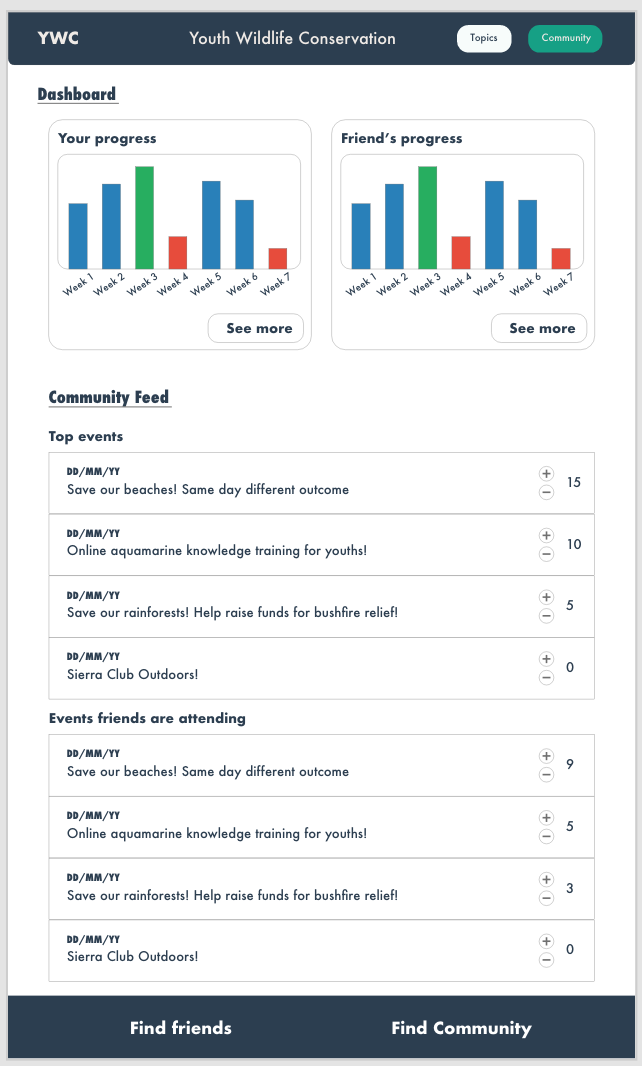 YWC
Youth Wildlife Conservation
Topics
Community
Dashboard
Your progress
Week 1
Week 2
Week 3
Week 4
Week 5
Week 6
Week 7
See more
Friend's progress
Week 1
Week 2
Week 3
Week 4
Week 5
Week 6
Week 7
See more
Community Feed
Top events
DD/MM/YY
Save our beaches! Same day different outcome
+
−
15
DD/MM/YY
Online aquamarine knowledge training for youths!
+
−
10
DD/MM/YY
Save our rainforests! Help raise funds for bushfire relief!
+
−
5
DD/MM/YY
Sierra Club Outdoors!
+
−
0
Events friends are attending
DD/MM/YY
Save our beaches! Same day different outcome
+
−
9
DD/MM/YY
Online aquamarine knowledge training for youths!
+
−
5
DD/MM/YY
Save our rainforests! Help raise funds for bushfire relief!
+
−
3
DD/MM/YY
Sierra Club Outdoors!
+
−
0
Find friends
Find Community